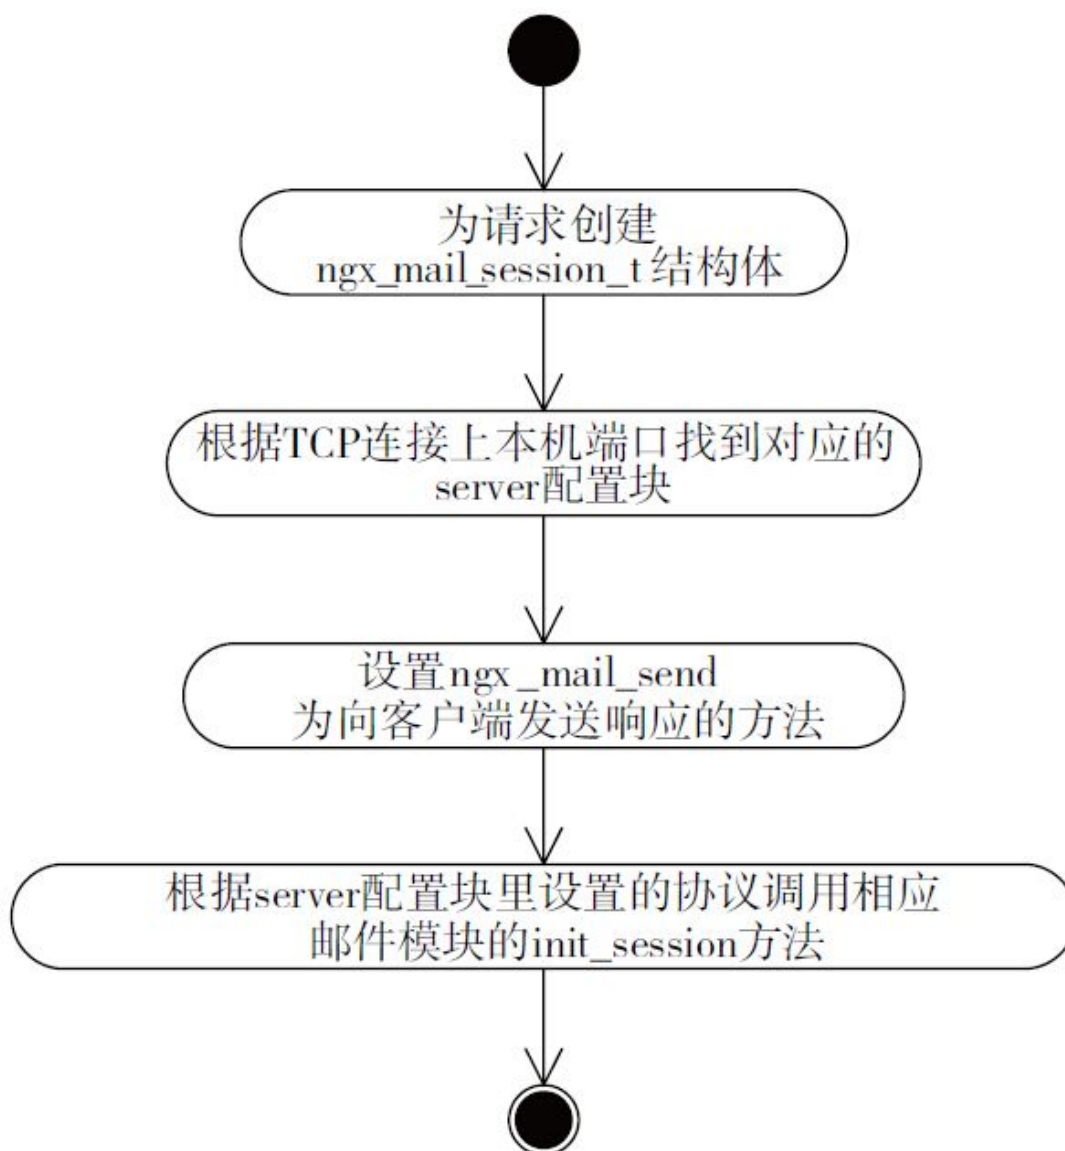 为请求创建
ngx_mail_session_t结构体
根据TCP连接上本机端口找到对应的
server配置块
设置ngx_mail_send
为向客户端发送响应的方法
根据server配置块里设置的协议调用相应
邮件模块的init_session方法